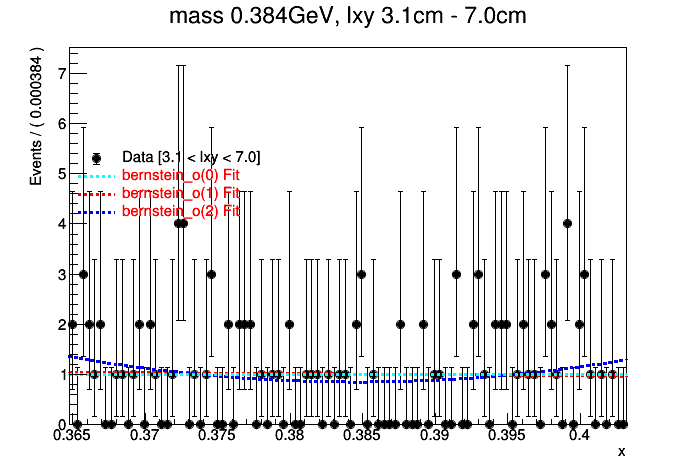 mass 0.384GeV, lxy 3.1cm - 7.0cm
Events / ( 0.000384 )
7
6
5
4
3
2
1
0
Data [3.1 < lxy < 7.0]
bernstein_o(0) Fit
bernstein_o(1) Fit
bernstein_o(2) Fit
0.365 0.37 0.375 0.38 0.385 0.39 0.395 0.4
x